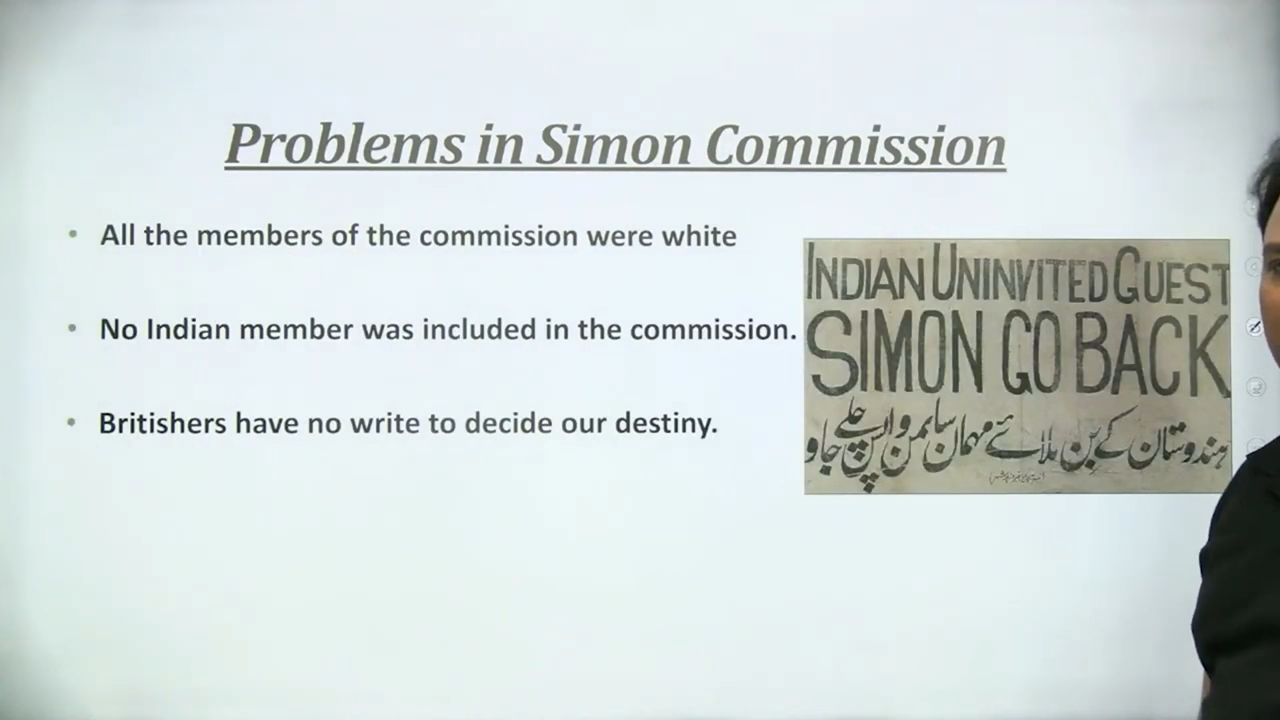 Problems in Simon Commission
• All the members of the commission were white
• No Indian member was included in the commission.
• Britishers have no write to decide our destiny.
INDIAN UNINVITED GUEST
SIMON GO BACK
ہندوستان کے بن بلائے مہمان سائمن واپس چلے جاو